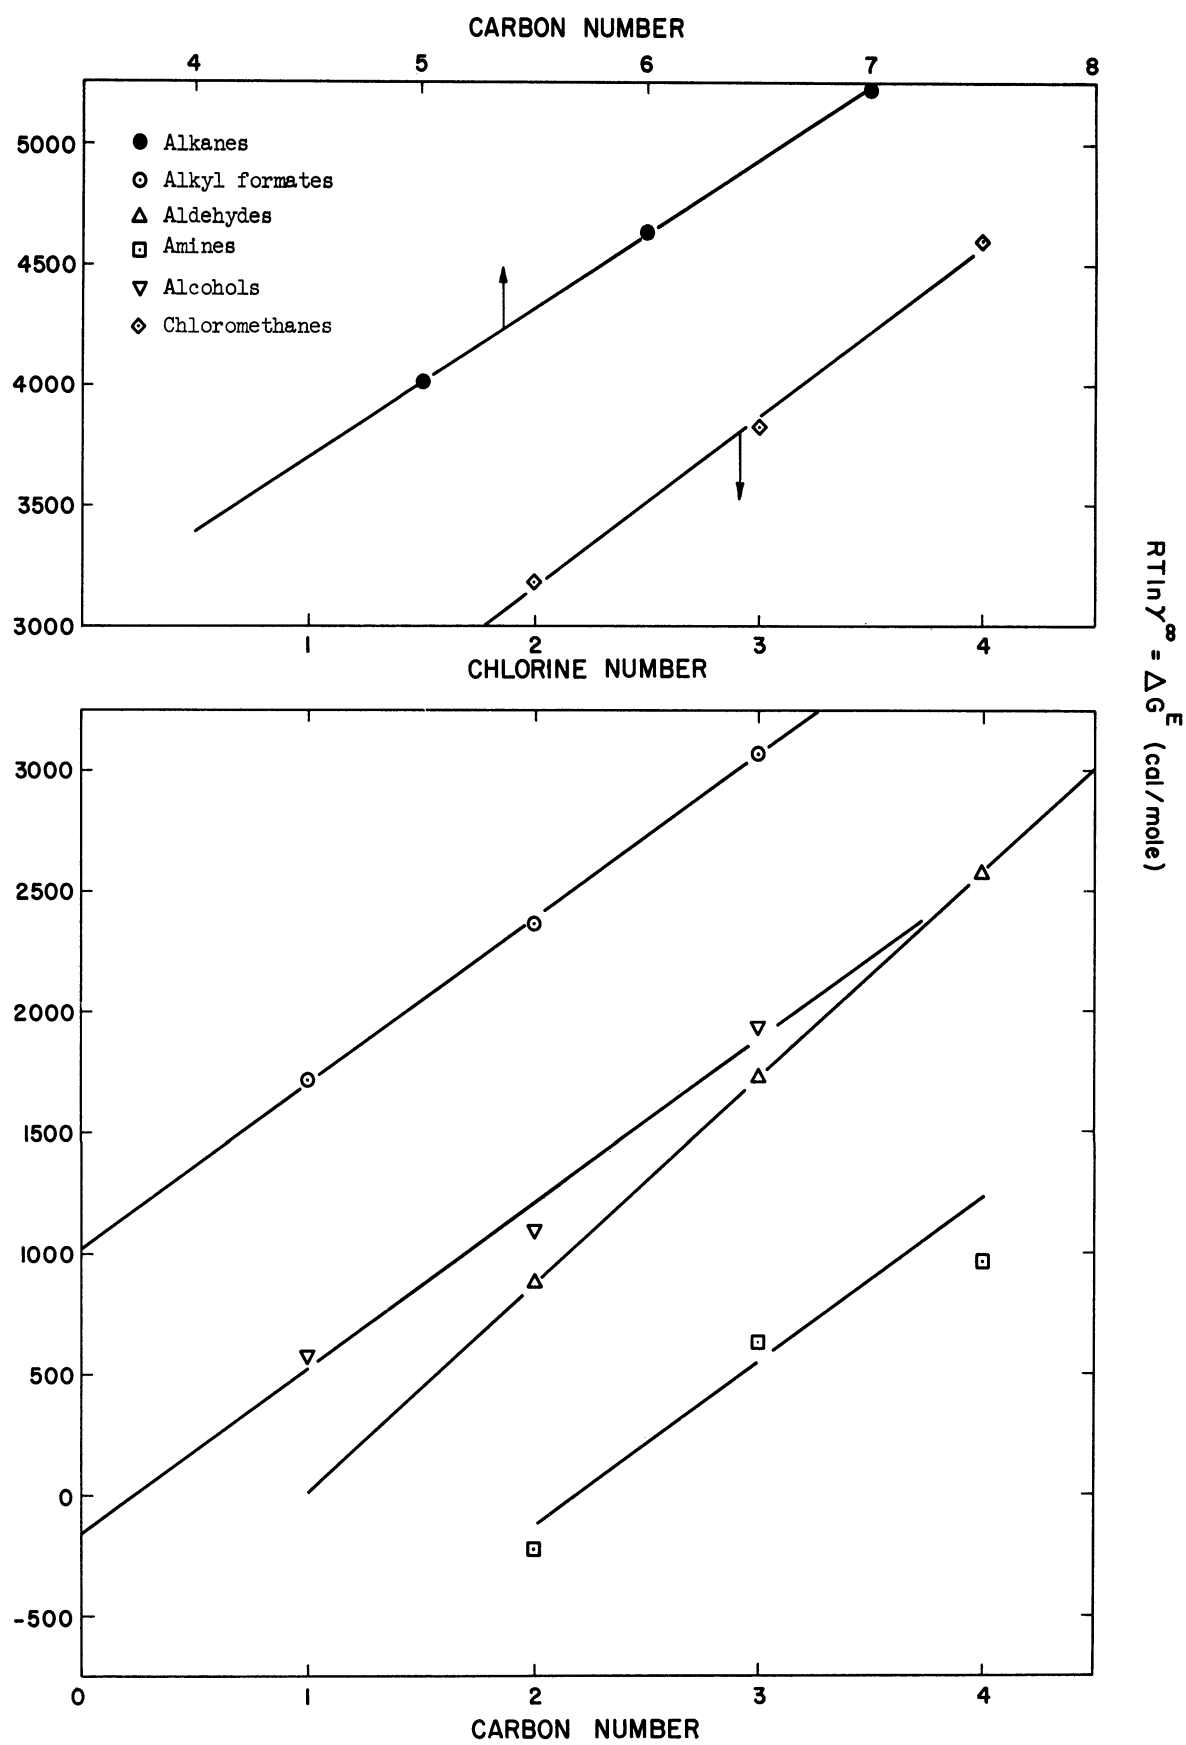 CARBON NUMBER
4 5 6 7 8
5000
4500
4000
3500
3000
Alkanes
Alkyl formates
Aldehydes
Amines
Alcohols
Chloromethanes
1 2 3 4
CHLORINE NUMBER
RTlnγ∞ = ΔG^E (cal/mole)
3000
2500
2000
1500
1000
500
0
-500
0 1 2 3 4
CARBON NUMBER